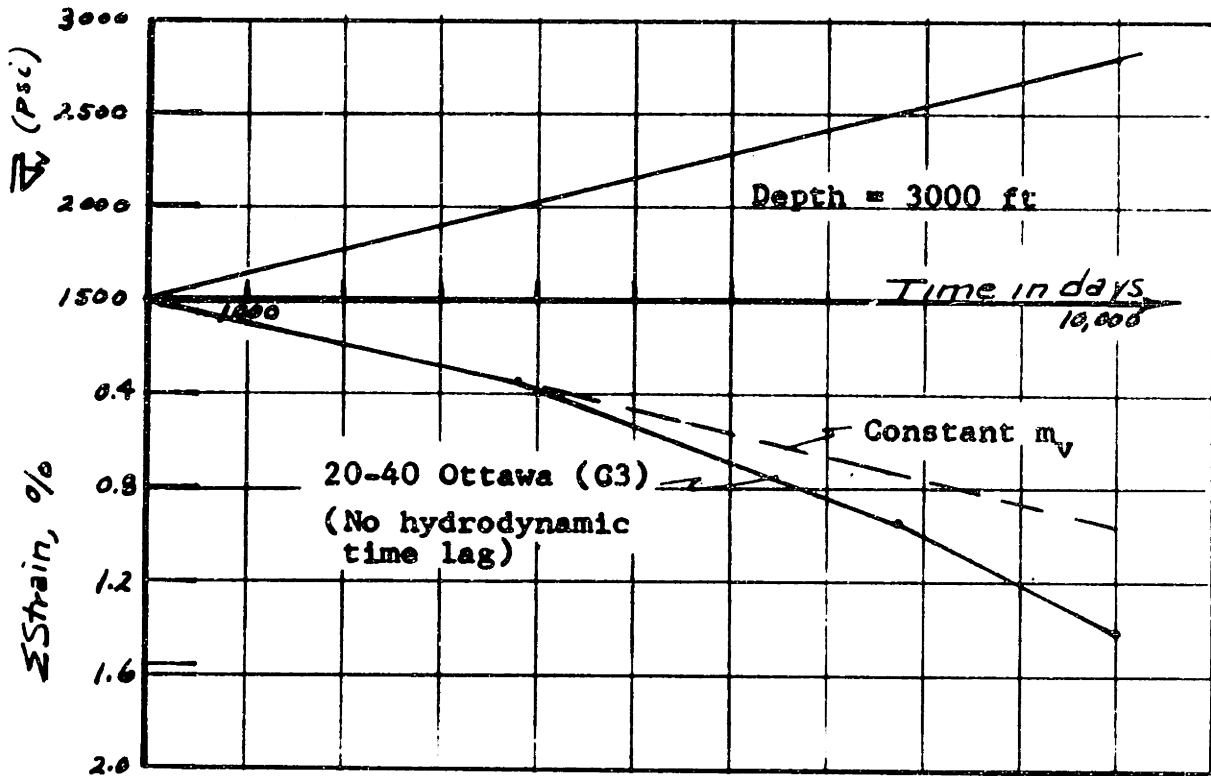 3000
2500
2000
1500
σ̄v (psi)
Depth = 3000 ft
Time in days
1000
10,000
0.4
0.8
1.2
1.6
2.0
ΣStrain, %
Constant mv
20-40 Ottawa (G3)
(No hydrodynamic
time lag)